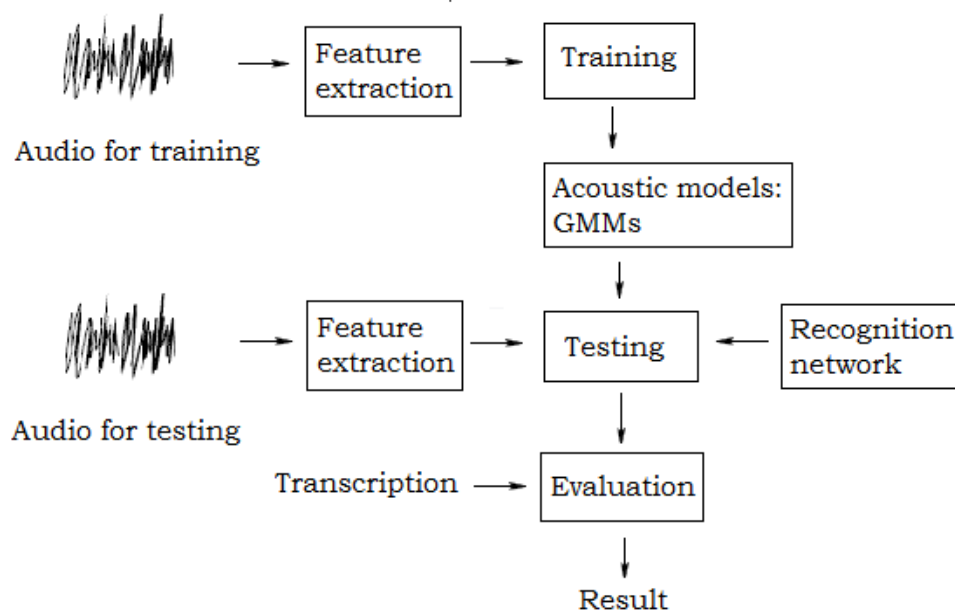 Feature
extraction
Training
Audio for training
Acoustic models:
GMMs
Feature
extraction
Testing
Recognition
network
Audio for testing
Transcription
Evaluation
Result